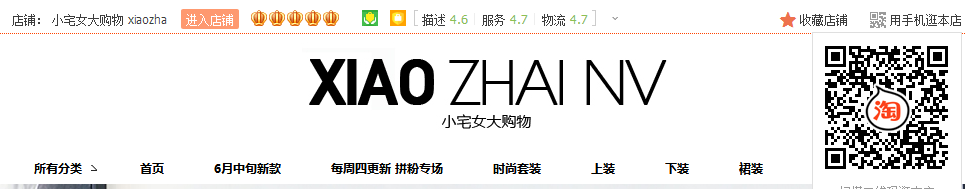 店铺： 小宅女大购物 xiaozha 进入店铺 描述 4.6 服务 4.7 物流 4.7 收藏店铺 用手机逛本店
XIAO ZHAI NV
小宅女大购物
淘
所有分类 首页 6月中旬新款 每周四更新 拼粉专场 时尚套装 上装 下装 裙装